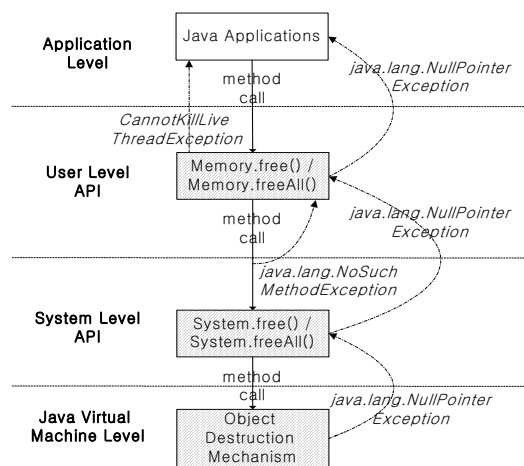 Application
Level
Java Applications
method
call
java.lang.NullPointer
Exception
CannotKillLive
ThreadException
User Level
API
Memory.free() /
Memory.freeAll()
method
call
java.lang.NullPointer
Exception
java.lang.NoSuch
MethodException
System Level
API
System.free() /
System.freeAll()
method
call
java.lang.NullPointer
Exception
Java Virtual
Machine Level
Object
Destruction
Mechanism